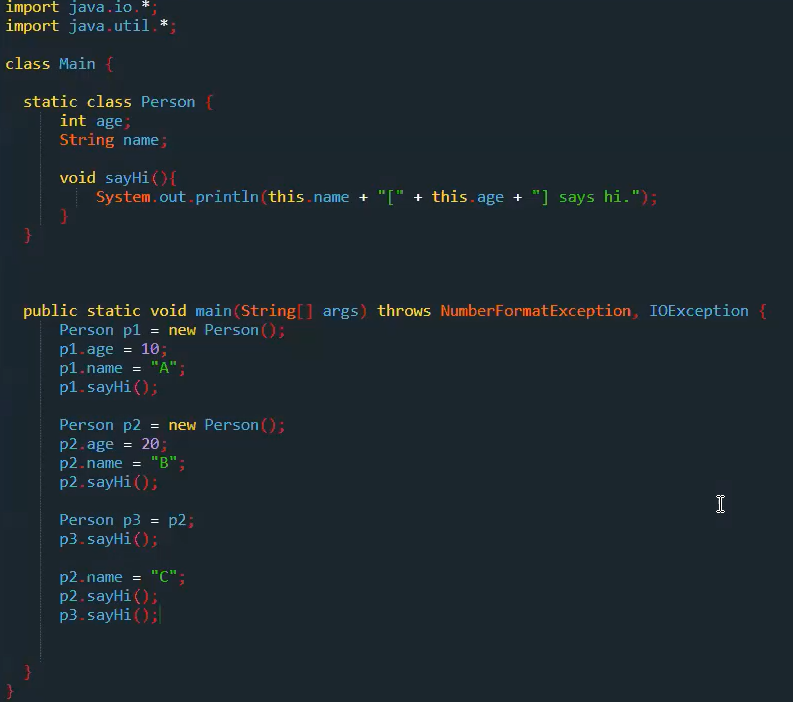 import java.io.*;
import java.util.*;
class Main {
static class Person {
int age;
String name;
void sayHi(){
System.out.println(this.name + "[" + this.age + "] says hi.");
}
}
public static void main(String[] args) throws NumberFormatException, IOException {
Person p1 = new Person();
p1.age = 10;
p1.name = "A";
p1.sayHi();
Person p2 = new Person();
p2.age = 20;
p2.name = "B";
p2.sayHi();
Person p3 = p2;
p3.sayHi();
p2.name = "C";
p2.sayHi();
p3.sayHi();
}
}